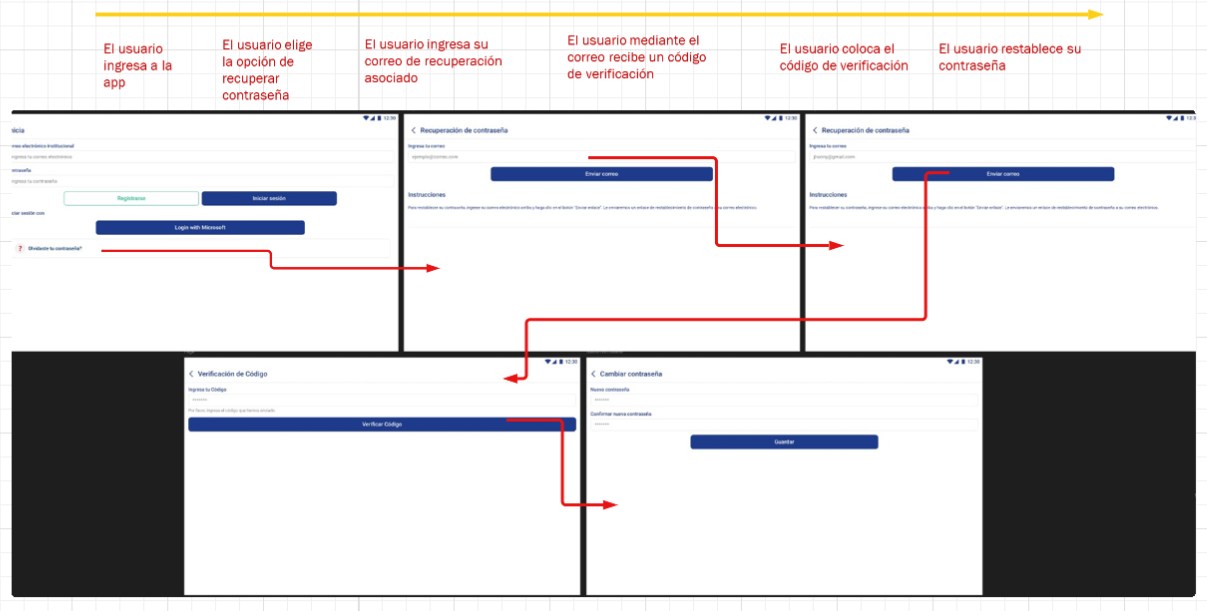 El usuario
ingresa a la
app
El usuario elige
la opción de
recuperar
contraseña
El usuario ingresa su
correo de recuperación
asociado
El usuario mediante el
correo recibe un código
de verificación
El usuario coloca el
código de verificación
El usuario restablece su
contraseña
12:30
nicia
rreo electrónico institucional
ngresa tu correo electrónico
ntraseña
ngresa tu contraseña
Registrarse
Iniciar sesión
ciar sesión con
Login with Microsoft
? Olvidaste tu contraseña?
12:30
Recuperación de contraseña
Ingresa tu correo
ejemplo@correo.com
Enviar correo
Instrucciones
Para restablecer su contraseña, ingrese su correo electrónico arriba y haga clic en el botón "Enviar enlace". Le enviaremos un enlace de restablecimiento de contraseña a su correo electrónico.
12:3
Recuperación de contraseña
Ingresa tu correo
@gmail.com
Enviar correo
Instrucciones
Para restablecer su contraseña, ingrese su correo electrónico arriba y haga clic en el botón "Enviar enlace". Le enviaremos un enlace de restablecimiento de contraseña a su correo electrónico.
12:30
Verificación de Código
Ingresa tu Código
Por favor, ingresa el código que hemos enviado
Verificar Código
12:30
Cambiar contraseña
Nueva contraseña
Confirmar nueva contraseña
Guardar